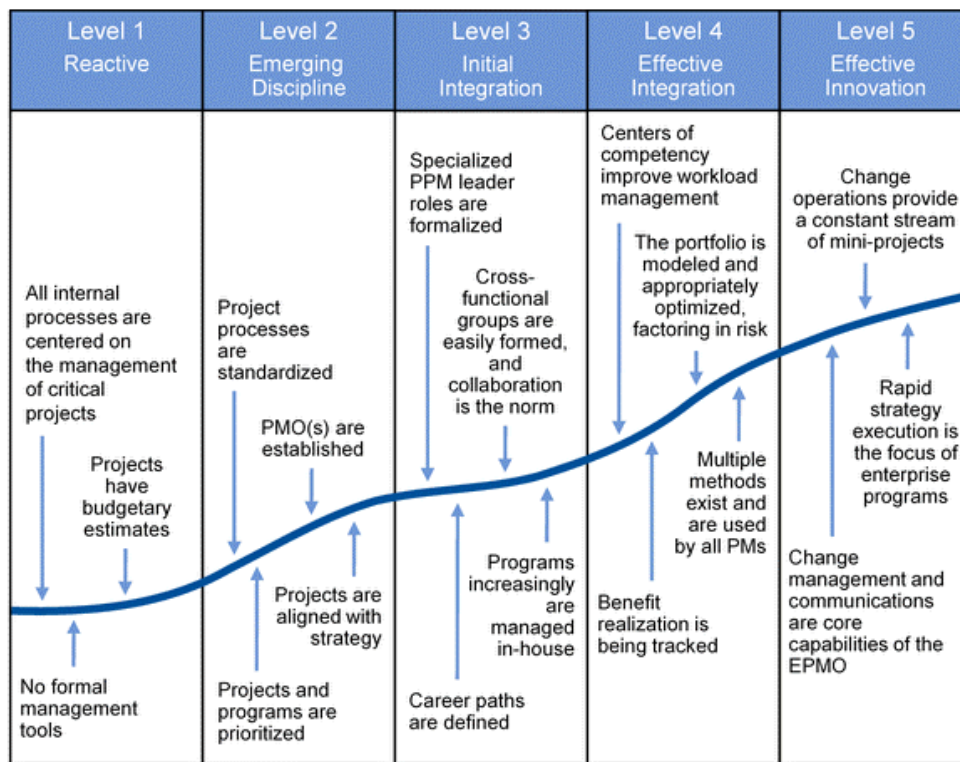 Level 1
Reactive
Level 2
Emerging
Discipline
Level 3
Initial
Integration
Level 4
Effective
Integration
Level 5
Effective
Innovation
All internal
processes are
centered on
the management
of critical
projects
Projects
have
budgetary
estimates
No formal
management
tools
Project
processes
are
standardized
PMO(s) are
established
Projects are
aligned with
strategy
Projects and
programs are
prioritized
Specialized
PPM leader
roles are
formalized
Cross-
functional
groups are
easily formed,
and
collaboration
is the norm
Programs
increasingly
are
managed
in-house
Career paths
are defined
Centers of
competency
improve workload
management
The portfolio is
modeled and
appropriately
optimized,
factoring in risk
Multiple
methods
exist and
are used
by all PMs
Benefit
realization is
being tracked
Change
operations provide
a constant stream
of mini-projects
Rapid
strategy
execution is
the focus of
enterprise
programs
Change
management and
communications
are core
capabilities of the
EPMO